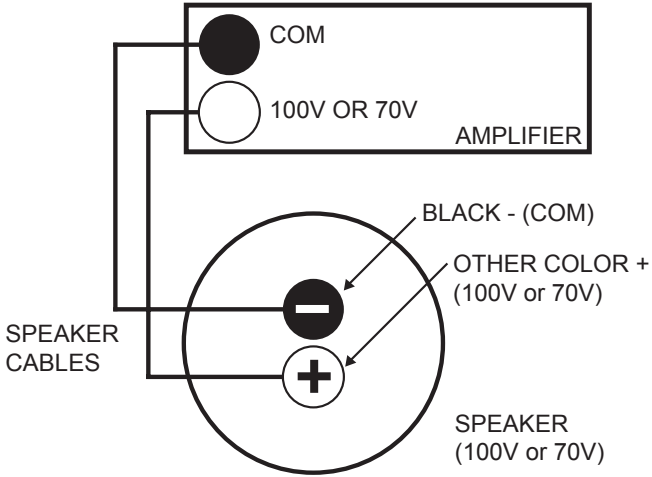 COM
100V OR 70V
AMPLIFIER
BLACK - (COM)
OTHER COLOR +
(100V or 70V)
SPEAKER
CABLES
SPEAKER
(100V or 70V)